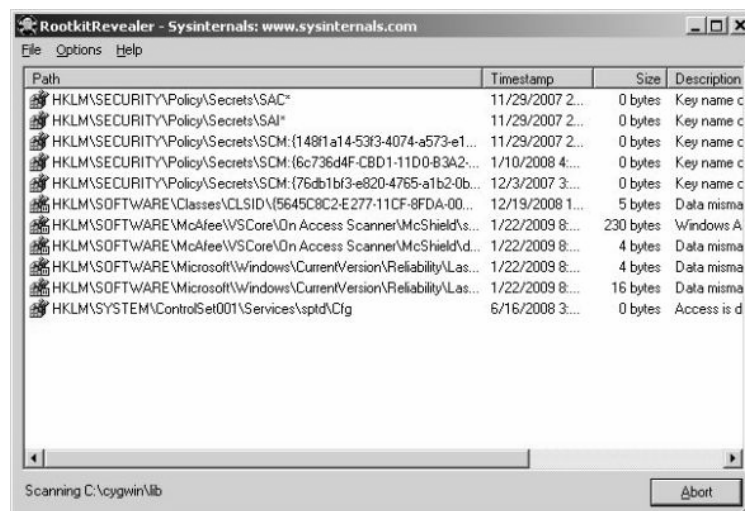 RootkitRevealer - Sysinternals: www.sysinternals.com
File Options Help
Path Timestamp Size Description
HKLM\SECURITY\Policy\Secrets\SAC* 11/29/2007 2... 0 bytes Key name c
HKLM\SECURITY\Policy\Secrets\SAI* 11/29/2007 2... 0 bytes Key name c
HKLM\SECURITY\Policy\Secrets\SCM:{148f1a14-53f3-4074-a573-e1... 11/29/2007 2... 0 bytes Key name c
HKLM\SECURITY\Policy\Secrets\SCM:{6c736d4F-CBD1-11D0-B3A2-... 1/10/2008 4:... 0 bytes Key name c
HKLM\SECURITY\Policy\Secrets\SCM:{76db1bf3-e820-4765-a1b2-0b... 12/3/2007 3:... 0 bytes Key name c
HKLM\SOFTWARE\Classes\CLSID\{5645C8C2-E277-11CF-8FDA-00... 12/19/2008 1... 5 bytes Data misma
HKLM\SOFTWARE\McAfee\VSCore\On Access Scanner\McShield\s... 1/22/2009 8:... 230 bytes Windows A
HKLM\SOFTWARE\McAfee\VSCore\On Access Scanner\McShield\d... 1/22/2009 8:... 4 bytes Data misma
HKLM\SOFTWARE\Microsoft\Windows\CurrentVersion\Reliability\Las... 1/22/2009 8:... 4 bytes Data misma
HKLM\SOFTWARE\Microsoft\Windows\CurrentVersion\Reliability\Las... 1/22/2009 8:... 16 bytes Data misma
HKLM\SYSTEM\ControlSet001\Services\sptd\Cfg 6/16/2008 3:... 0 bytes Access is d
Scanning C:\cygwin\lib Abort